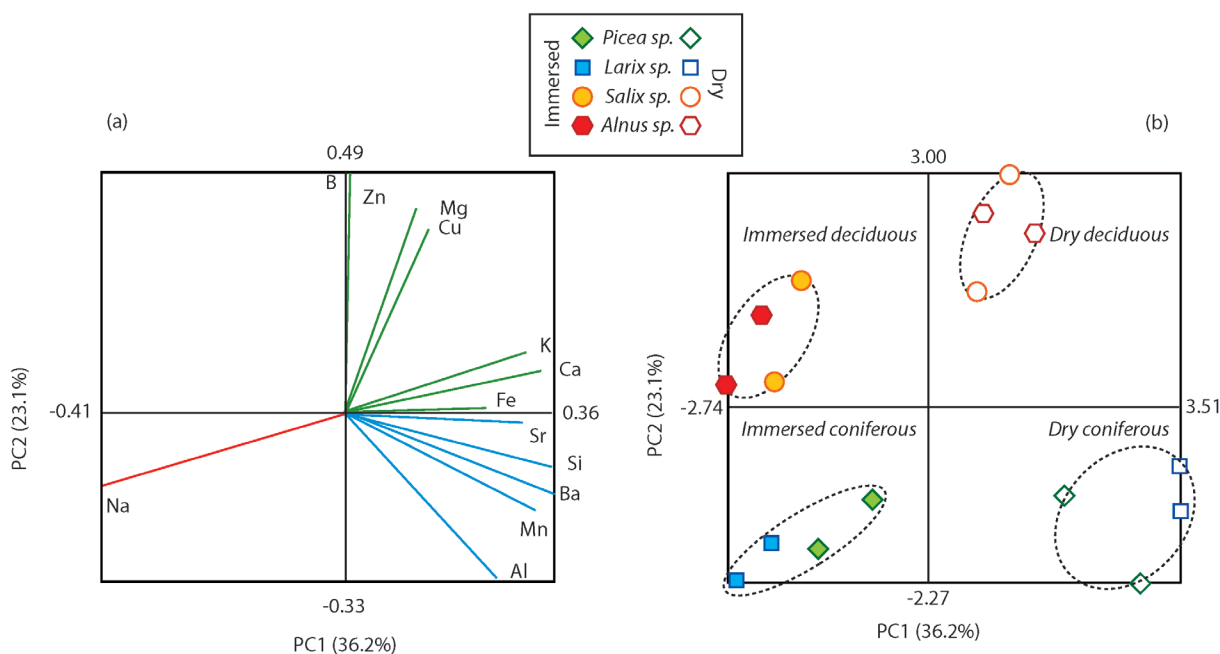 Immersed
Dry
Picea sp.
Larix sp.
Salix sp.
Alnus sp.
(a)
0.49
B
Zn
Mg
Cu
K
Ca
Fe
-0.41
0.36
Sr
Si
Ba
Mn
Al
Na
PC2 (23.1%)
-0.33
PC1 (36.2%)
(b)
3.00
Immersed deciduous
Dry deciduous
-2.74
3.51
Immersed coniferous
Dry coniferous
PC2 (23.1%)
-2.27
PC1 (36.2%)